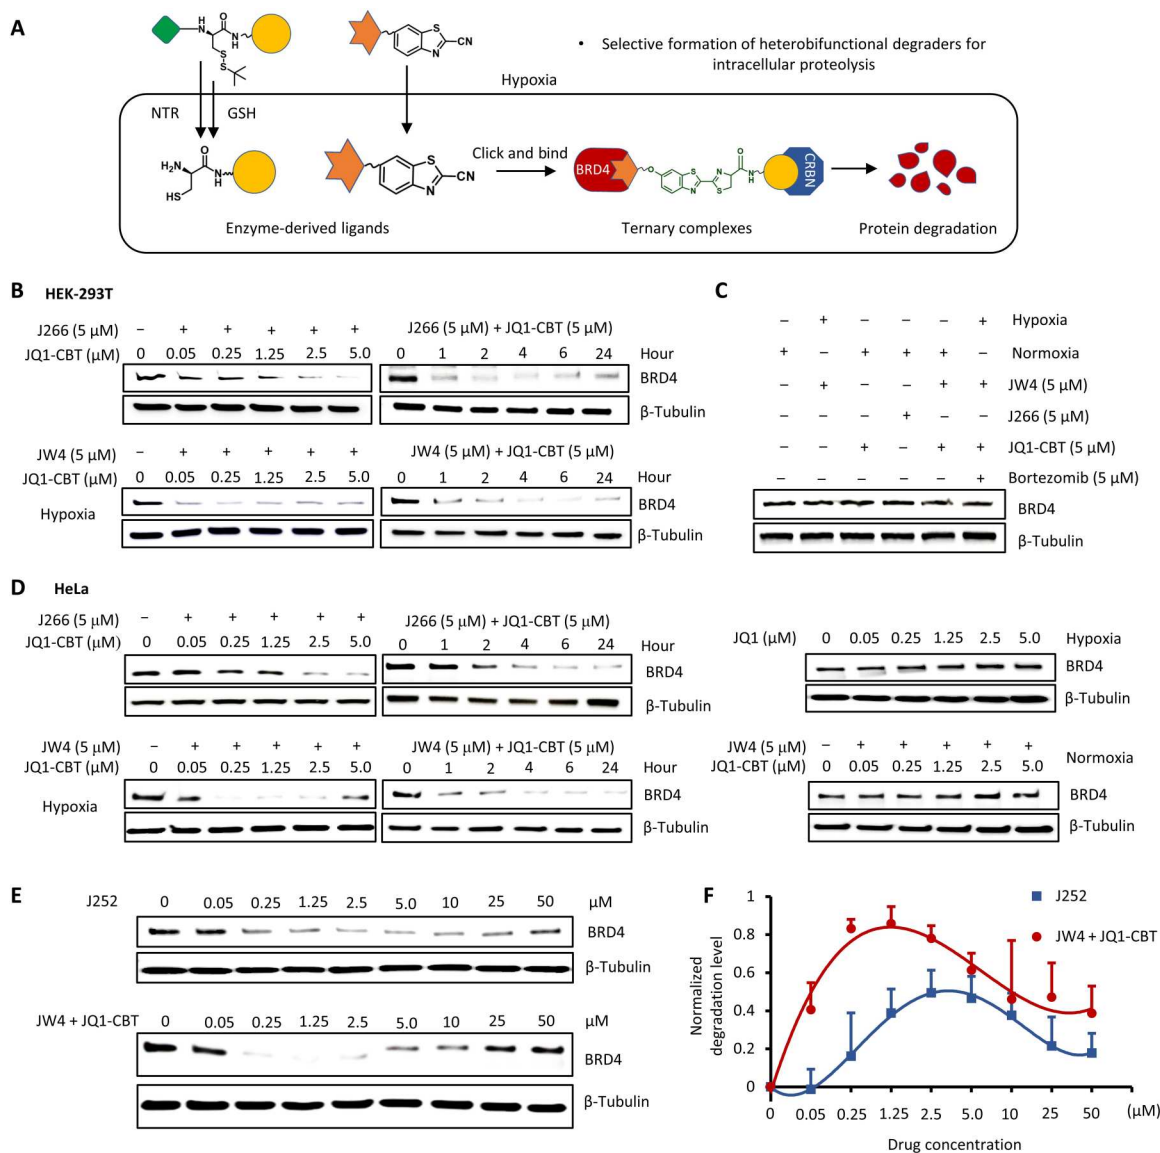 A
N
H
O
H
N
S
S
S
N
CN
• Selective formation of heterobifunctional degraders for
intracellular proteolysis
Hypoxia
NTR
GSH
H₂N
O
N
H
HS
S
N
CN
Click and bind
BRD4
O
S
N
N
S
O
N
H
CRBN
Enzyme-derived ligands
Ternary complexes
Protein degradation
B HEK-293T
J266 (5 µM) – + + + + +
JQ1-CBT (µM) 0 0.05 0.25 1.25 2.5 5.0
J266 (5 µM) + JQ1-CBT (5 µM)
0 1 2 4 6 24 Hour
BRD4
β-Tubulin
JW4 (5 µM) – + + + + +
JQ1-CBT (µM) 0 0.05 0.25 1.25 2.5 5.0
Hypoxia
JW4 (5 µM) + JQ1-CBT (5 µM)
0 1 2 4 6 24 Hour
BRD4
β-Tubulin
C
– + – – – + Hypoxia
+ – + + + – Normoxia
– + – – + + JW4 (5 µM)
– – – + – – J266 (5 µM)
– – + – + + JQ1-CBT (5 µM)
– – – – – + Bortezomib (5 µM)
BRD4
β-Tubulin
D HeLa
J266 (5 µM) – + + + + +
JQ1-CBT (µM) 0 0.05 0.25 1.25 2.5 5.0
J266 (5 µM) + JQ1-CBT (5 µM)
0 1 2 4 6 24 Hour
BRD4
β-Tubulin
JQ1 (µM) 0 0.05 0.25 1.25 2.5 5.0 Hypoxia
BRD4
β-Tubulin
JW4 (5 µM) – + + + + +
JQ1-CBT (µM) 0 0.05 0.25 1.25 2.5 5.0
Hypoxia
JW4 (5 µM) + JQ1-CBT (5 µM)
0 1 2 4 6 24 Hour
BRD4
β-Tubulin
JW4 (5 µM) – + + + + +
JQ1-CBT (µM) 0 0.05 0.25 1.25 2.5 5.0
Normoxia
BRD4
β-Tubulin
E
J252 0 0.05 0.25 1.25 2.5 5.0 10 25 50 µM
BRD4
β-Tubulin
JW4 + JQ1-CBT 0 0.05 0.25 1.25 2.5 5.0 10 25 50 µM
BRD4
β-Tubulin
F
J252
JW4 + JQ1-CBT
Normalized
degradation level
1
0.8
0.6
0.4
0.2
0
0 0.05 0.25 1.25 2.5 5.0 10 25 50 (µM)
Drug concentration